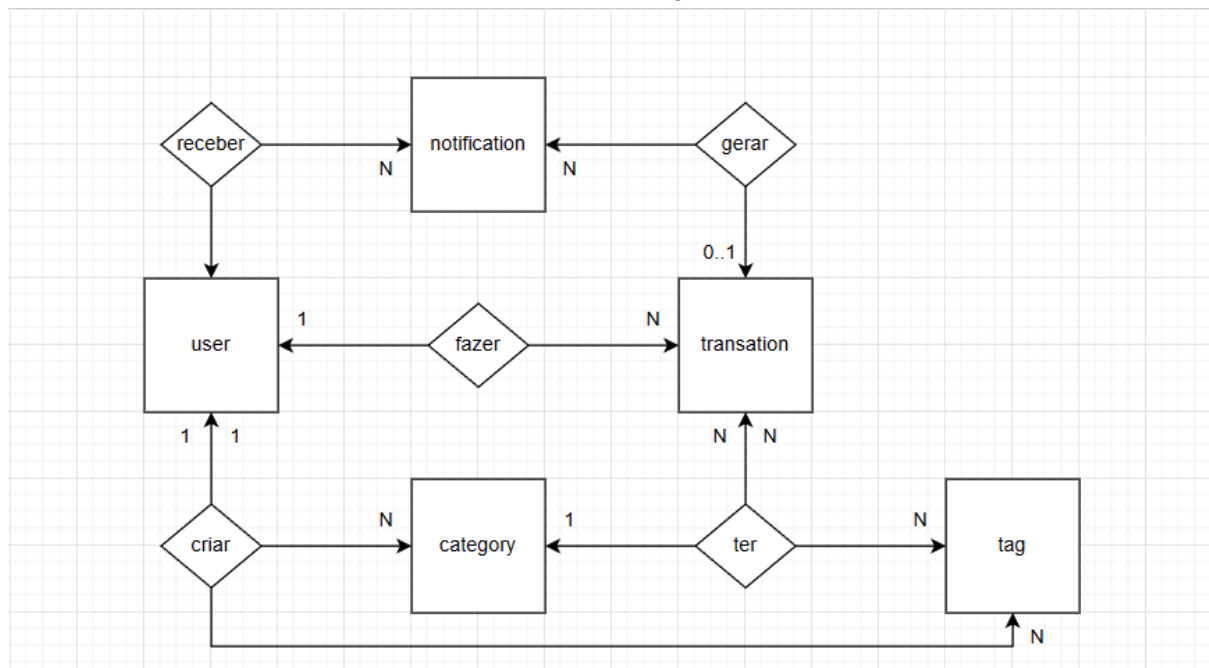 receber
notification
gerar
N
N
0..1
user
1
fazer
N
transation
1
1
N
N
criar
N
category
1
ter
N
tag
N